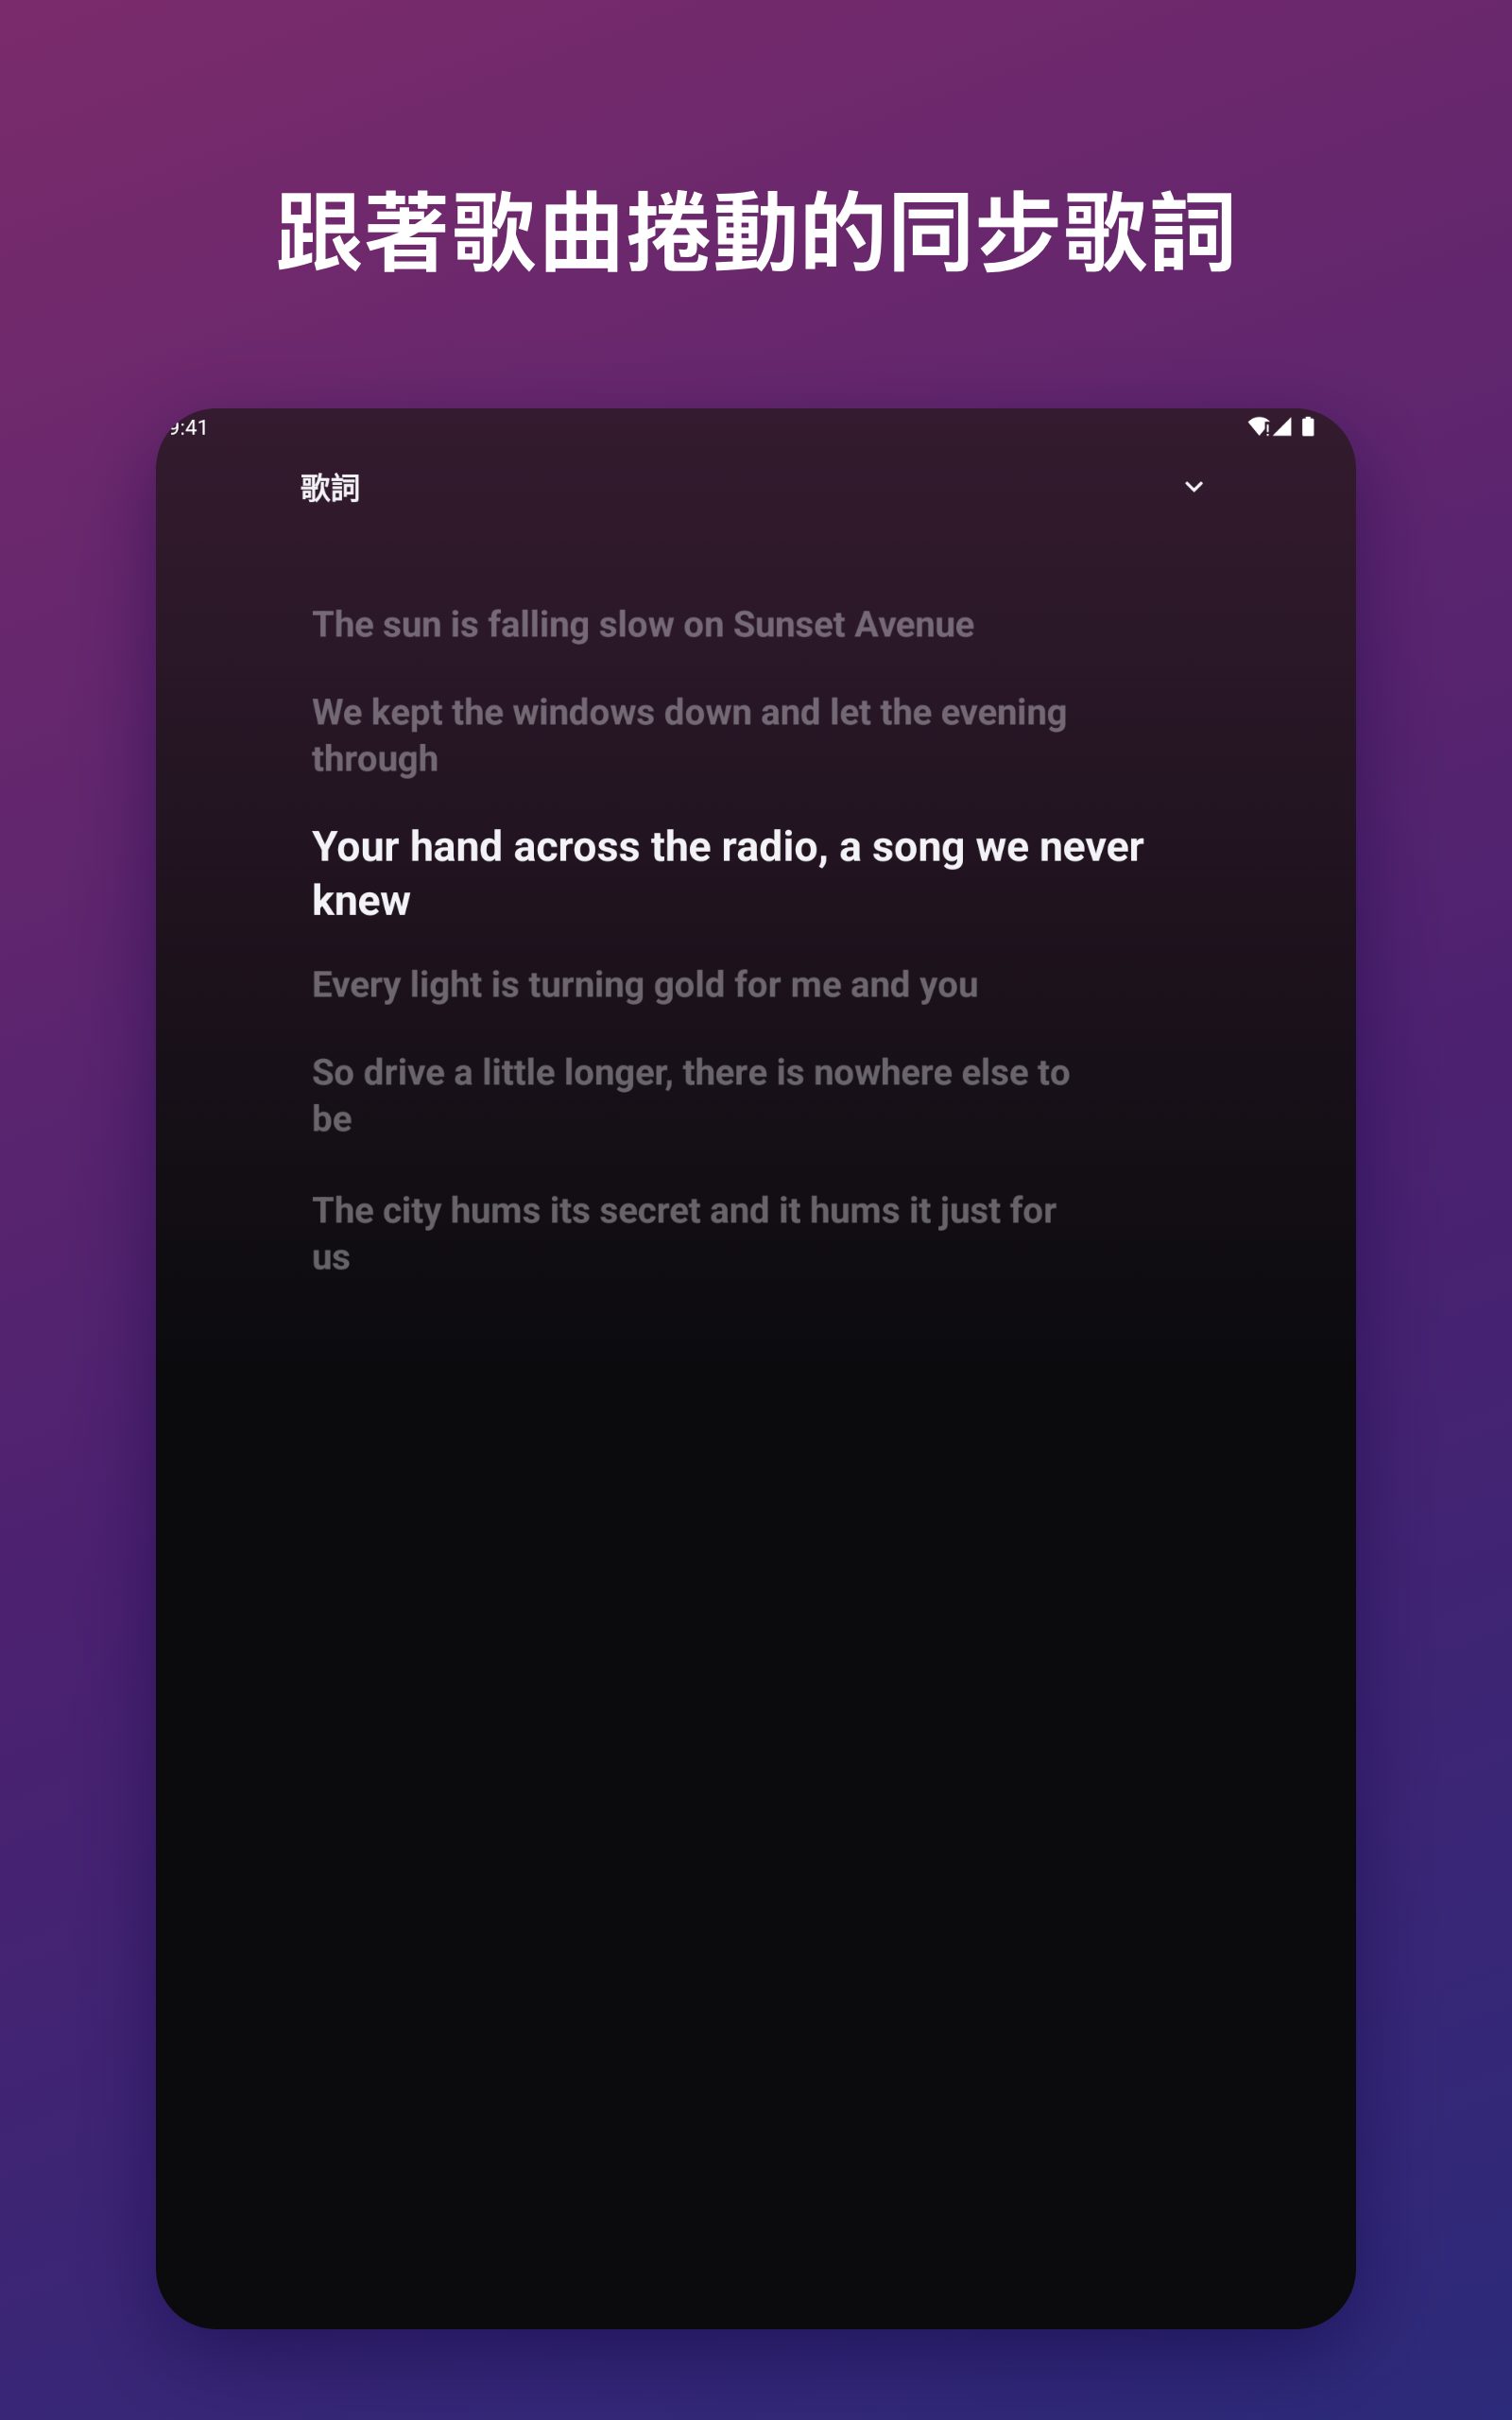 跟著歌曲捲動的同步歌詞
9:41
歌詞
The sun is falling slow on Sunset Avenue
We kept the windows down and let the evening
through
Your hand across the radio, a song we never
knew
Every light is turning gold for me and you
So drive a little longer, there is nowhere else to
be
The city hums its secret and it hums it just for
us